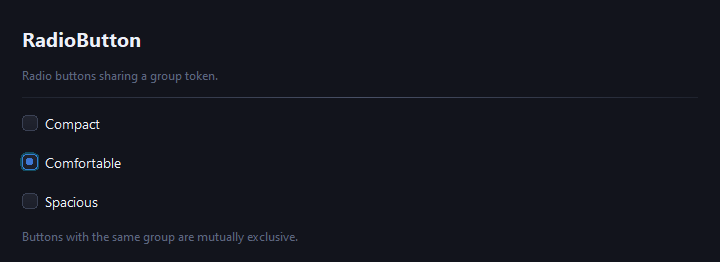 RadioButton
Radio buttons sharing a group token.
Compact
Comfortable
Spacious
Buttons with the same group are mutually exclusive.